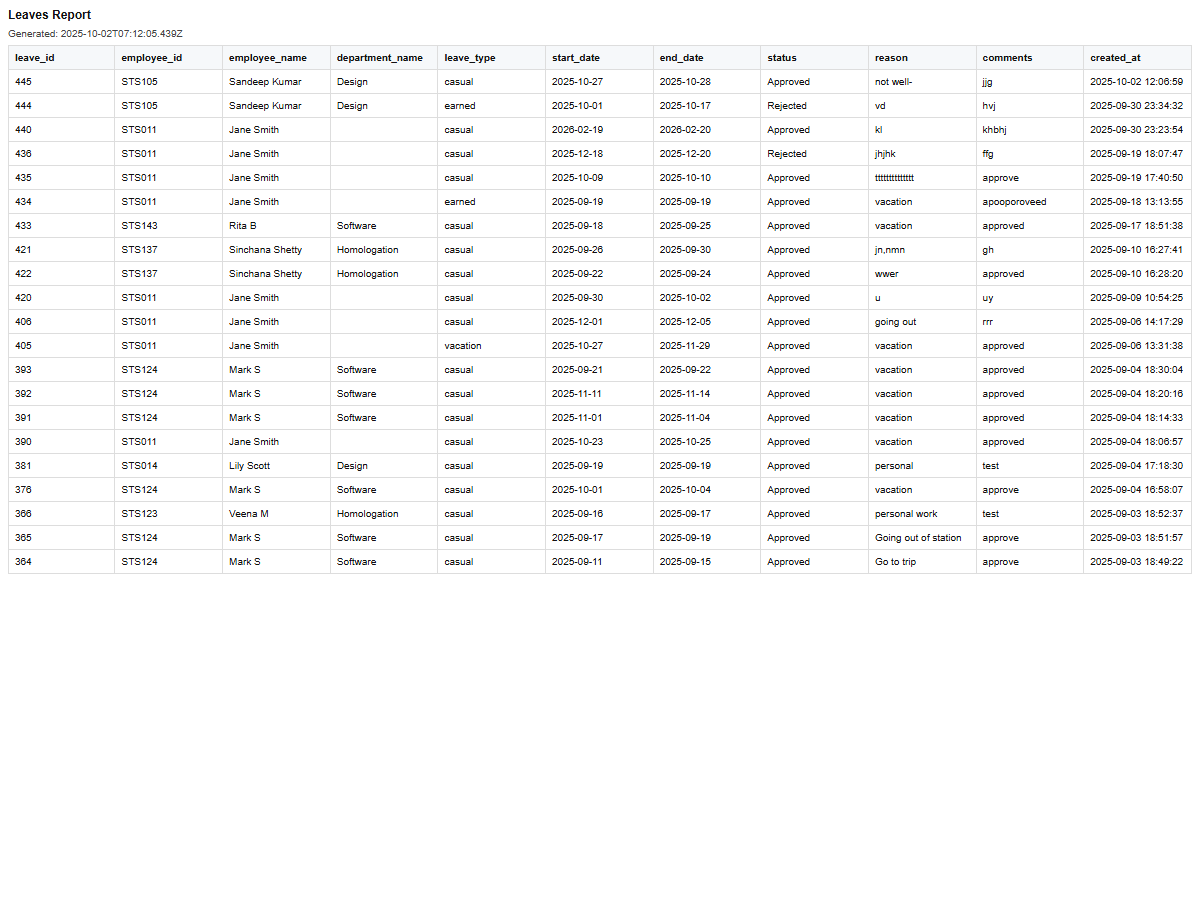 Leaves Report
Generated: 2025-10-02T07:12:05.439Z
leave_id employee_id employee_name department_name leave_type start_date end_date status reason comments created_at
445 STS105 Sandeep Kumar Design casual 2025-10-27 2025-10-28 Approved not well- jjg 2025-10-02 12:06:59
444 STS105 Sandeep Kumar Design earned 2025-10-01 2025-10-17 Rejected vd hvj 2025-09-30 23:34:32
440 STS011 Jane Smith casual 2026-02-19 2026-02-20 Approved kl khbhj 2025-09-30 23:23:54
436 STS011 Jane Smith casual 2025-12-18 2025-12-20 Rejected jhjhk ffg 2025-09-19 18:07:47
435 STS011 Jane Smith casual 2025-10-09 2025-10-10 Approved tttttttttttttt approve 2025-09-19 17:40:50
434 STS011 Jane Smith earned 2025-09-19 2025-09-19 Approved vacation apooporoveed 2025-09-18 13:13:55
433 STS143 Rita B Software casual 2025-09-18 2025-09-25 Approved vacation approved 2025-09-17 18:51:38
421 STS137 Sinchana Shetty Homologation casual 2025-09-26 2025-09-30 Approved jn,nmn gh 2025-09-10 16:27:41
422 STS137 Sinchana Shetty Homologation casual 2025-09-22 2025-09-24 Approved wwer approved 2025-09-10 16:28:20
420 STS011 Jane Smith casual 2025-09-30 2025-10-02 Approved u uy 2025-09-09 10:54:25
406 STS011 Jane Smith casual 2025-12-01 2025-12-05 Approved going out rrr 2025-09-06 14:17:29
405 STS011 Jane Smith vacation 2025-10-27 2025-11-29 Approved vacation approved 2025-09-06 13:31:38
393 STS124 Mark S Software casual 2025-09-21 2025-09-22 Approved vacation approved 2025-09-04 18:30:04
392 STS124 Mark S Software casual 2025-11-11 2025-11-14 Approved vacation approved 2025-09-04 18:20:16
391 STS124 Mark S Software casual 2025-11-01 2025-11-04 Approved vacation approved 2025-09-04 18:14:33
390 STS011 Jane Smith casual 2025-10-23 2025-10-25 Approved vacation approved 2025-09-04 18:06:57
381 STS014 Lily Scott Design casual 2025-09-19 2025-09-19 Approved personal test 2025-09-04 17:18:30
376 STS124 Mark S Software casual 2025-10-01 2025-10-04 Approved vacation approve 2025-09-04 16:58:07
366 STS123 Veena M Homologation casual 2025-09-16 2025-09-17 Approved personal work test 2025-09-03 18:52:37
365 STS124 Mark S Software casual 2025-09-17 2025-09-19 Approved Going out of station approve 2025-09-03 18:51:57
364 STS124 Mark S Software casual 2025-09-11 2025-09-15 Approved Go to trip approve 2025-09-03 18:49:22